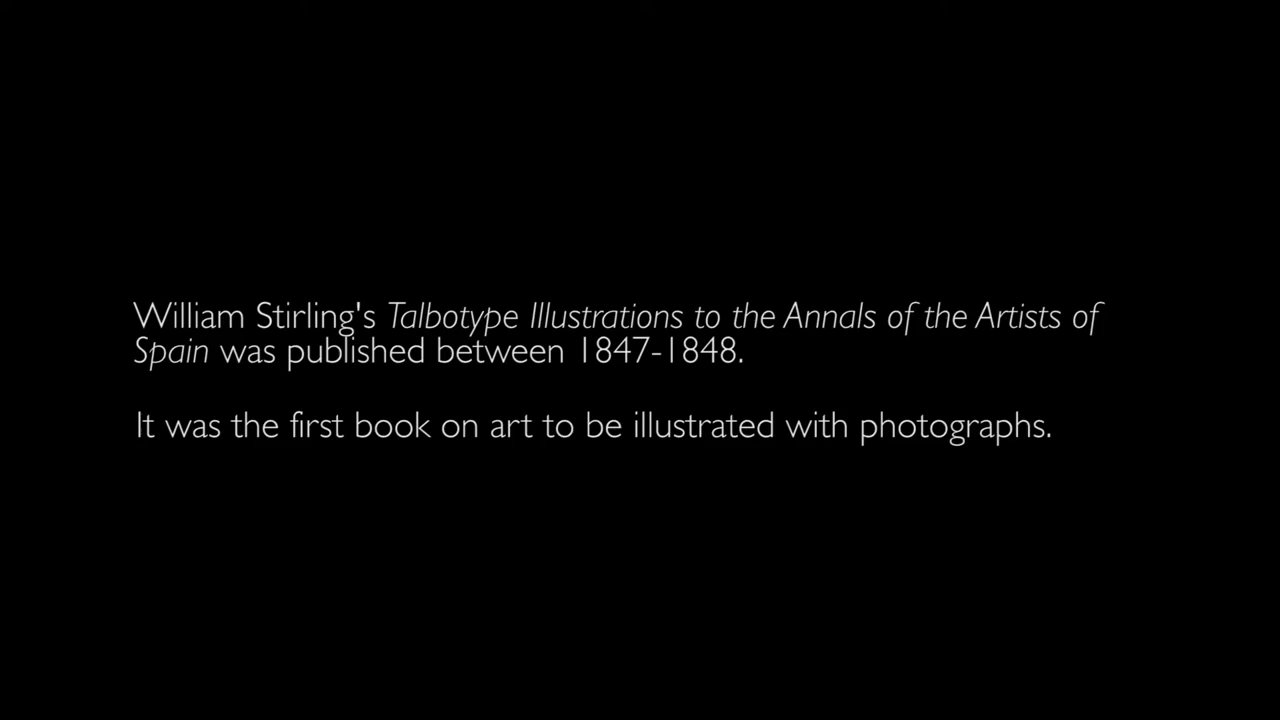 William Stirling's Talbotype Illustrations to the Annals of the Artists of
Spain was published between 1847-1848.
It was the first book on art to be illustrated with photographs.